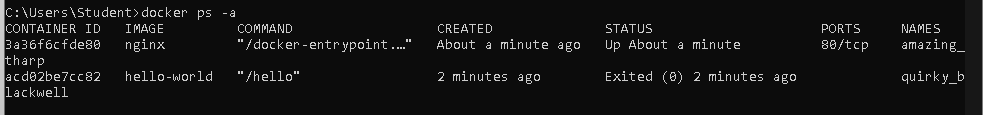 C:\Users\Student>docker ps -a
CONTAINER ID   IMAGE         COMMAND                  CREATED              STATUS                     PORTS     NAMES
3a36f6cfde80   nginx         "/docker-entrypoint.…"   About a minute ago   Up About a minute          80/tcp    amazing_
tharp
acd02be7cc82   hello-world   "/hello"                 2 minutes ago        Exited (0) 2 minutes ago             quirky_b
lackwell